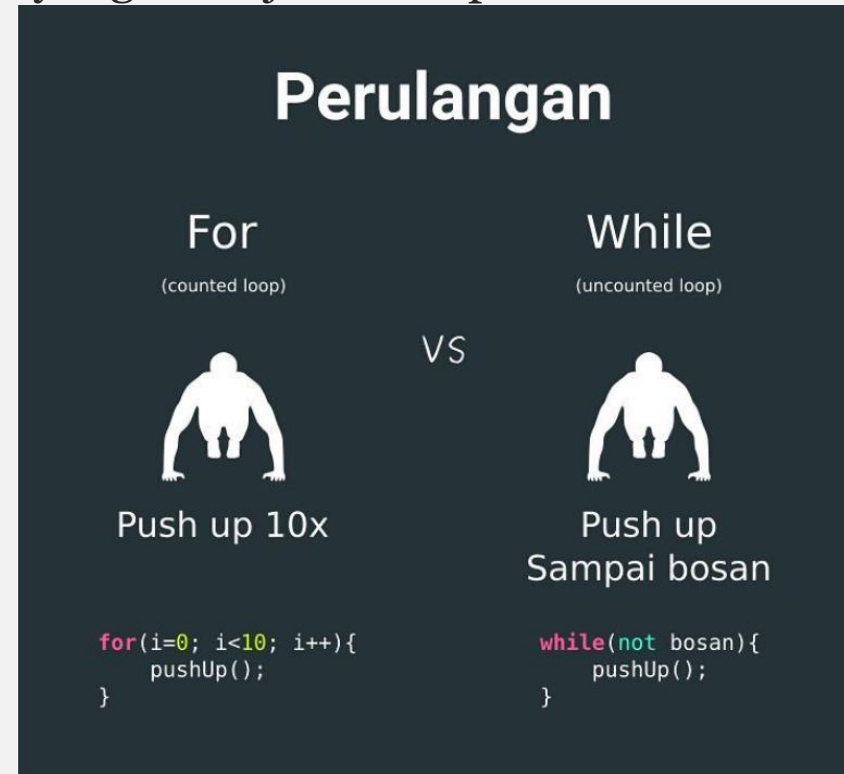 Perulangan
For
(counted loop)
VS
While
(uncounted loop)
Push up 10x
Push up
Sampai bosan
for(i=0; i<10; i++){
    pushUp();
}
while(not bosan){
    pushUp();
}